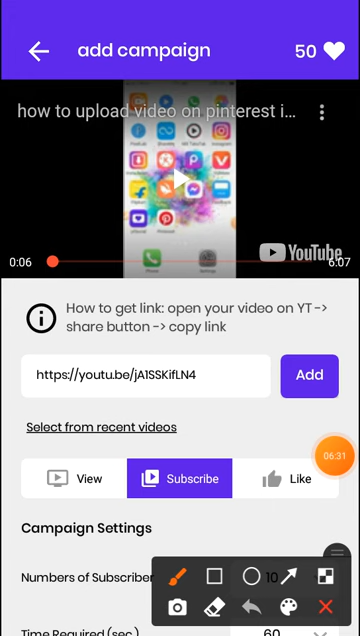 add campaign 50
how to upload video on pinterest i...
0:06 6:07
YouTube
How to get link: open your video on YT ->
share button -> copy link
https://youtu.be/jA1SSKifLN4 Add
Select from recent videos
06:31
View Subscribe Like
Campaign Settings
Numbers of Subscriber 10
Time Required (sec) 60